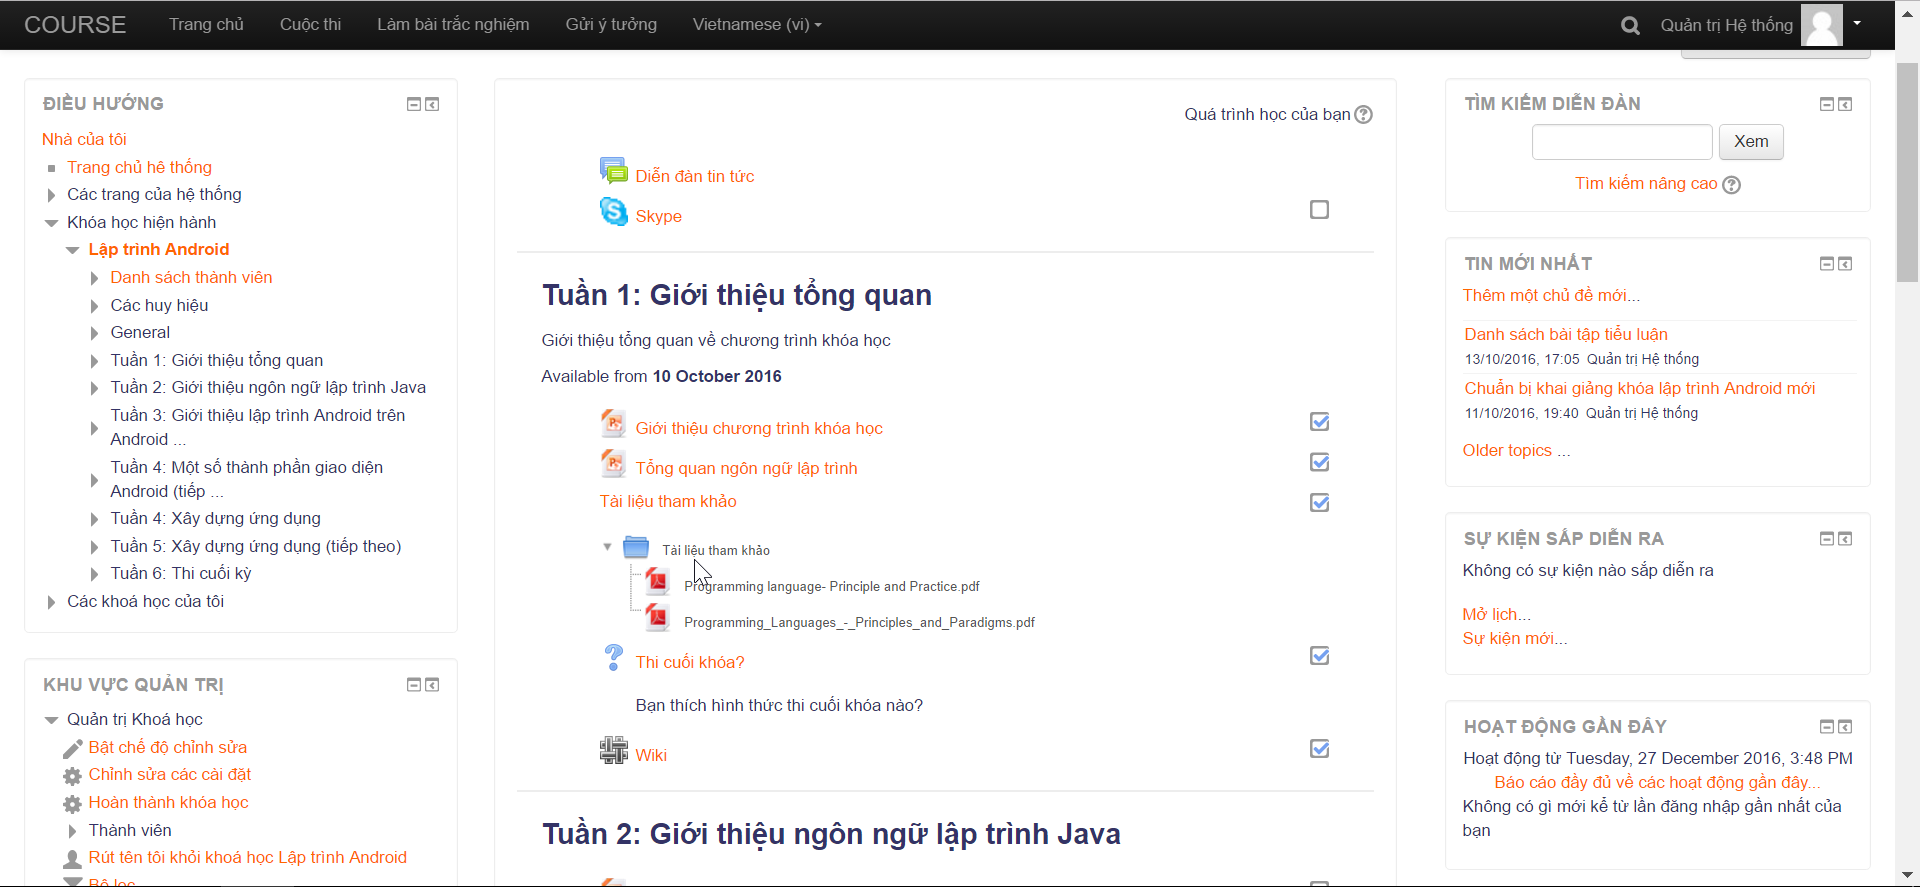 COURSE Trang chủ Cuộc thi Làm bài trắc nghiệm Gửi ý tưởng Vietnamese (vi) Quản trị Hệ thống
ĐIỀU HƯỚNG
Nhà của tôi
Trang chủ hê thống
Các trang của hệ thống
Khóa học hiện hành
Lập trình Android
Danh sách thành viên
Các huy hiệu
General
Tuần 1: Giới thiệu tổng quan
Tuần 2: Giới thiệu ngôn ngữ lập trình Java
Tuần 3: Giới thiệu lập trình Android trên
Android ...
Tuần 4: Một số thành phần giao diện
Android (tiếp ...
Tuần 4: Xây dựng ứng dụng
Tuần 5: Xây dựng ứng dụng (tiếp theo)
Tuần 6: Thi cuối kỳ
Các khoá học của tôi
KHU VỰC QUẢN TRỊ
Quản trị Khoá học
Bật chế độ chỉnh sửa
Chỉnh sửa các cài đặt
Hoàn thành khóa học
Thành viên
Rút tên tôi khỏi khoá học Lập trình Android
Bộ lọc
Quá trình học của bạn
Diễn đàn tin tức
Skype
Tuần 1: Giới thiệu tổng quan
Giới thiệu tổng quan về chương trình khóa học
Available from 10 October 2016
Giới thiệu chương trình khóa học
Tổng quan ngôn ngữ lập trình
Tài liệu tham khảo
Tài liệu tham khảo
Programming language- Principle and Practice.pdf
Programming_Languages_-_Principles_and_Paradigms.pdf
Thi cuối khóa?
Bạn thích hình thức thi cuối khóa nào?
Wiki
Tuần 2: Giới thiệu ngôn ngữ lập trình Java
TÌM KIẾM DIỄN ĐÀN
Xem
Tìm kiếm nâng cao
TIN MỚI NHẤT
Thêm một chủ đề mới...
Danh sách bài tập tiểu luận
13/10/2016, 17:05 Quản trị Hệ thống
Chuẩn bị khai giảng khóa lập trình Android mới
11/10/2016, 19:40 Quản trị Hệ thống
Older topics ...
SỰ KIỆN SẮP DIỄN RA
Không có sự kiện nào sắp diễn ra
Mở lịch...
Sự kiện mới...
HOẠT ĐỘNG GẦN ĐÂY
Hoạt động từ Tuesday, 27 December 2016, 3:48 PM
Báo cáo đầy đủ về các hoạt động gần đây...
Không có gì mới kể từ lần đăng nhập gần nhất của
bạn